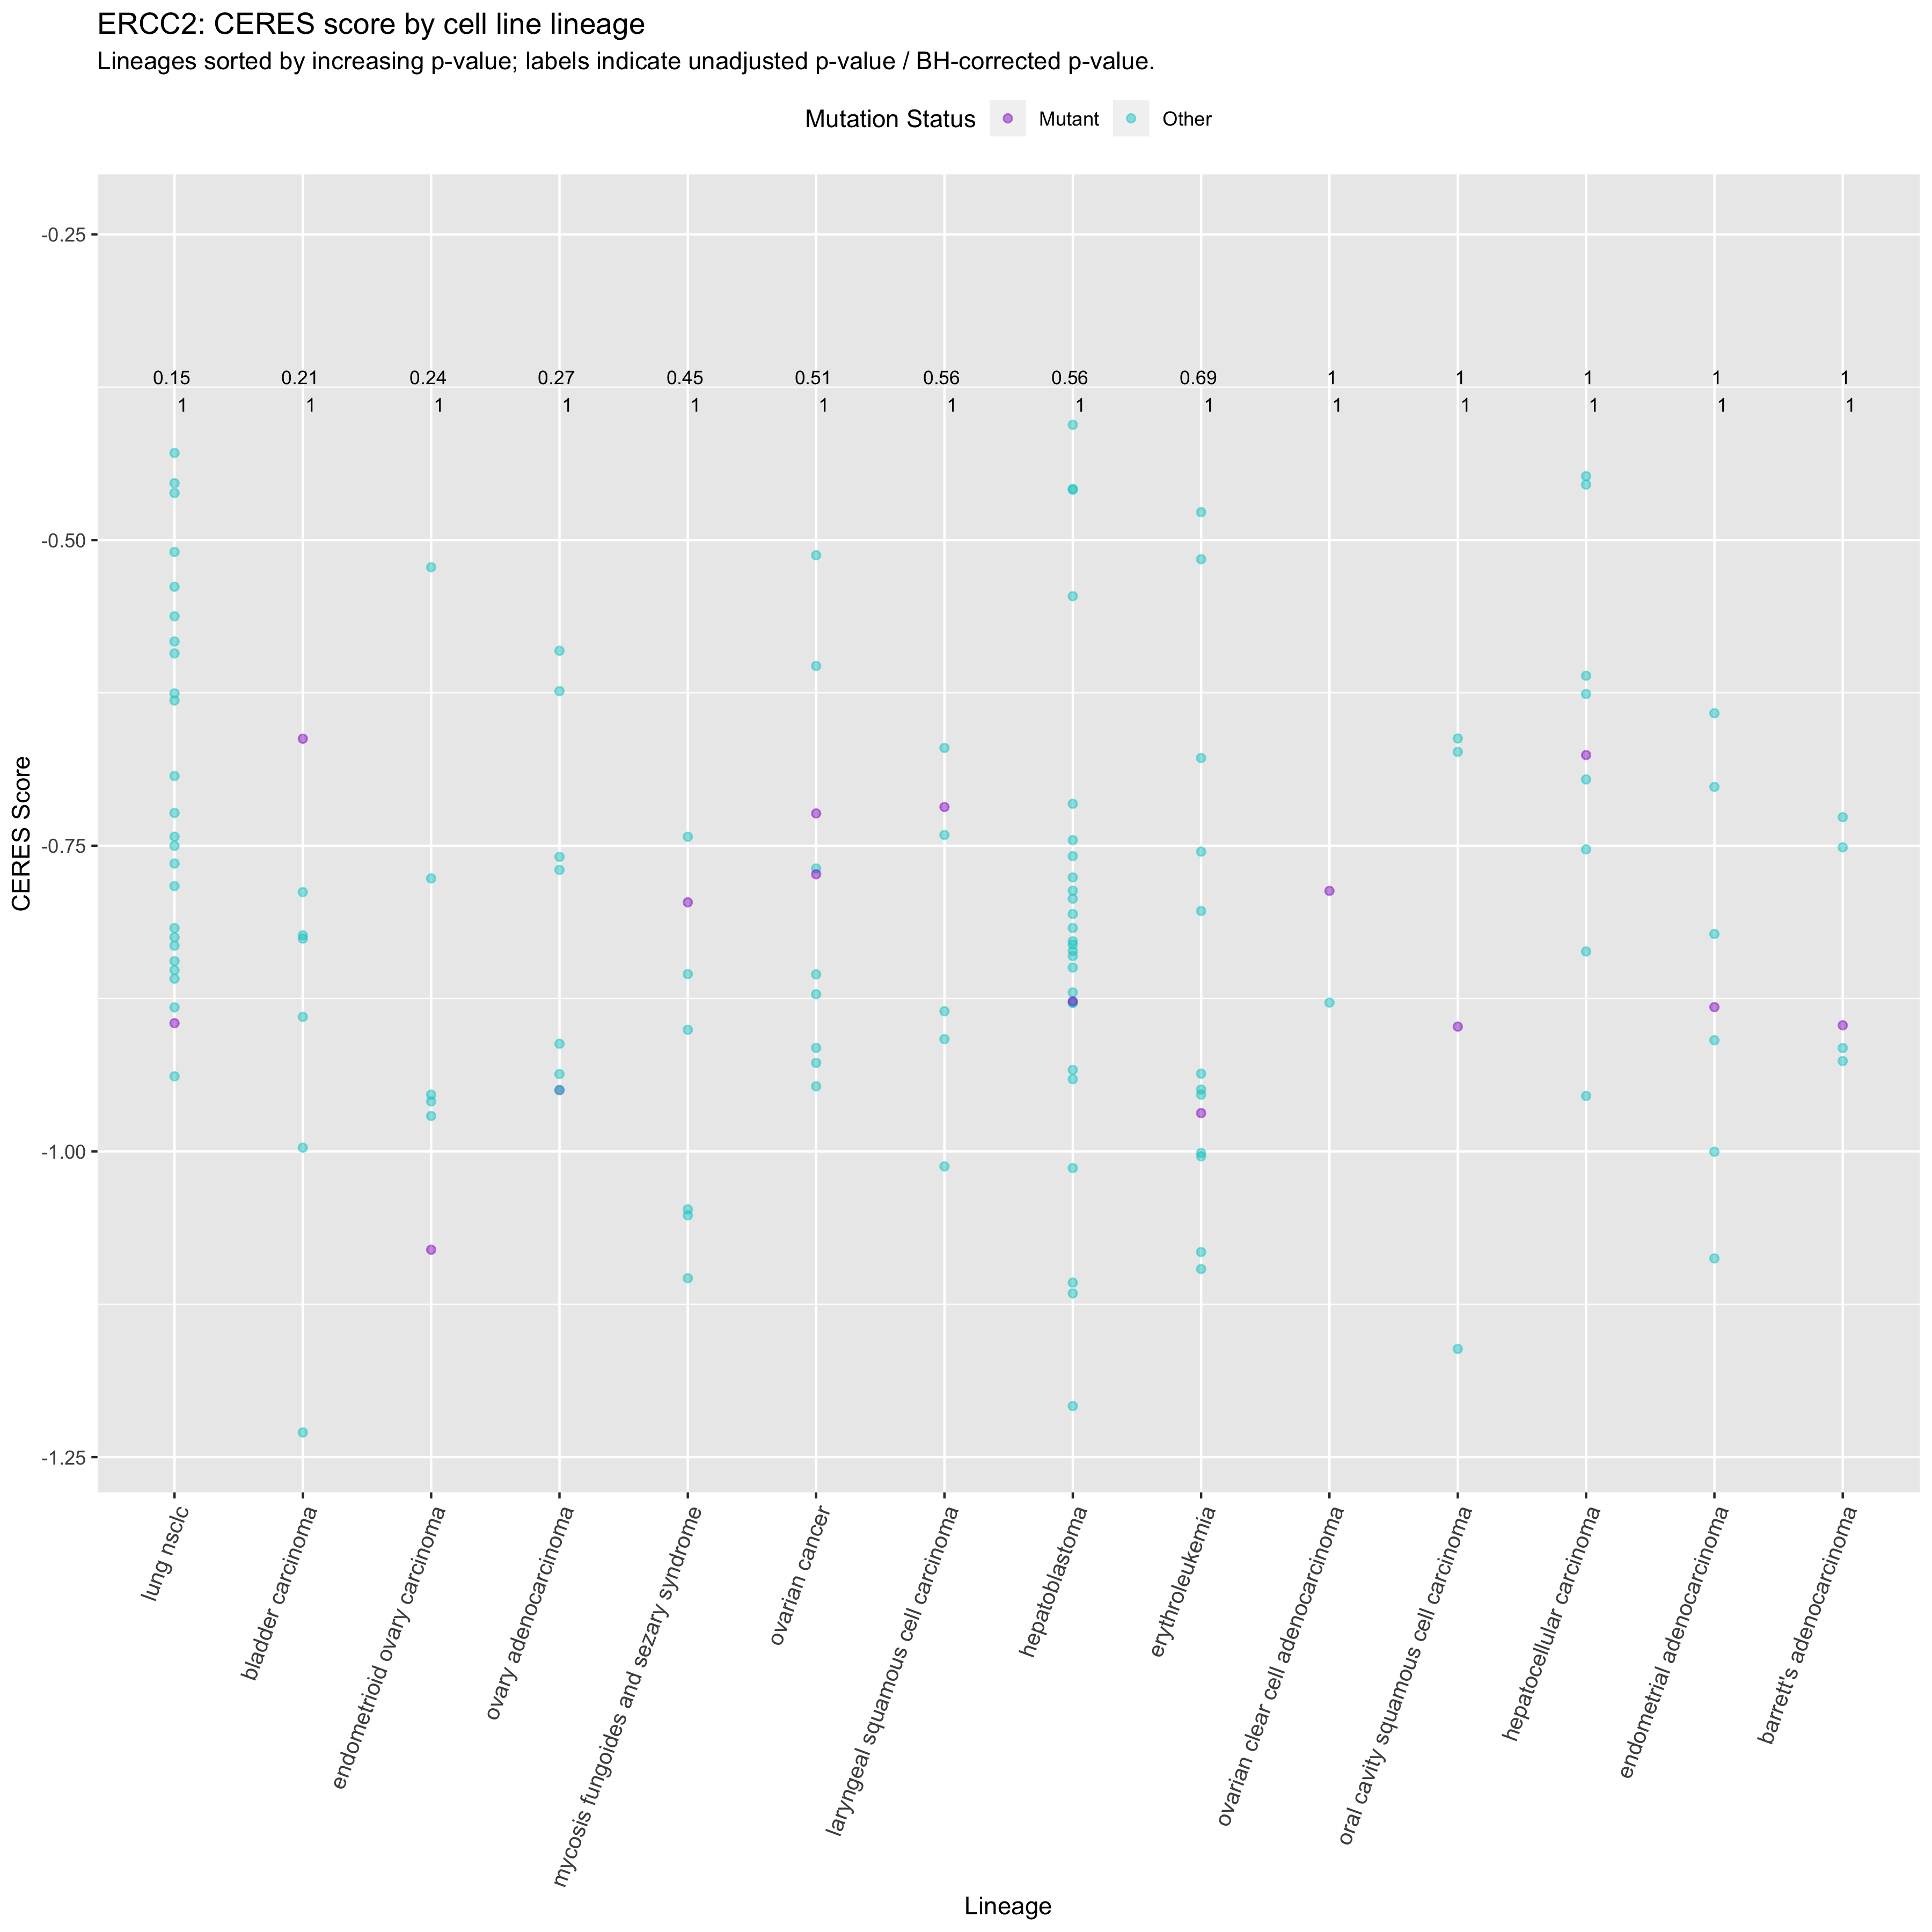 ERCC2: CERES score by cell line lineage
Lineages sorted by increasing p-value; labels indicate unadjusted p-value / BH-corrected p-value.
Mutation Status Mutant Other
-0.25
0.15 0.21 0.24 0.27 0.45 0.51 0.56 0.56 0.69 1 1 1 1 1
1 1 1 1 1 1 1 1 1 1 1 1 1 1
-0.50
-0.75
-1.00
-1.25
CERES Score
lung nsclc
bladder carcinoma
endometrioid ovary carcinoma
ovary adenocarcinoma
mycosis fungoides and sezary syndrome
ovarian cancer
laryngeal squamous cell carcinoma
hepatoblastoma
erythroleukemia
ovarian clear cell adenocarcinoma
oral cavity squamous cell carcinoma
hepatocellular carcinoma
endometrial adenocarcinoma
barrett's adenocarcinoma
Lineage